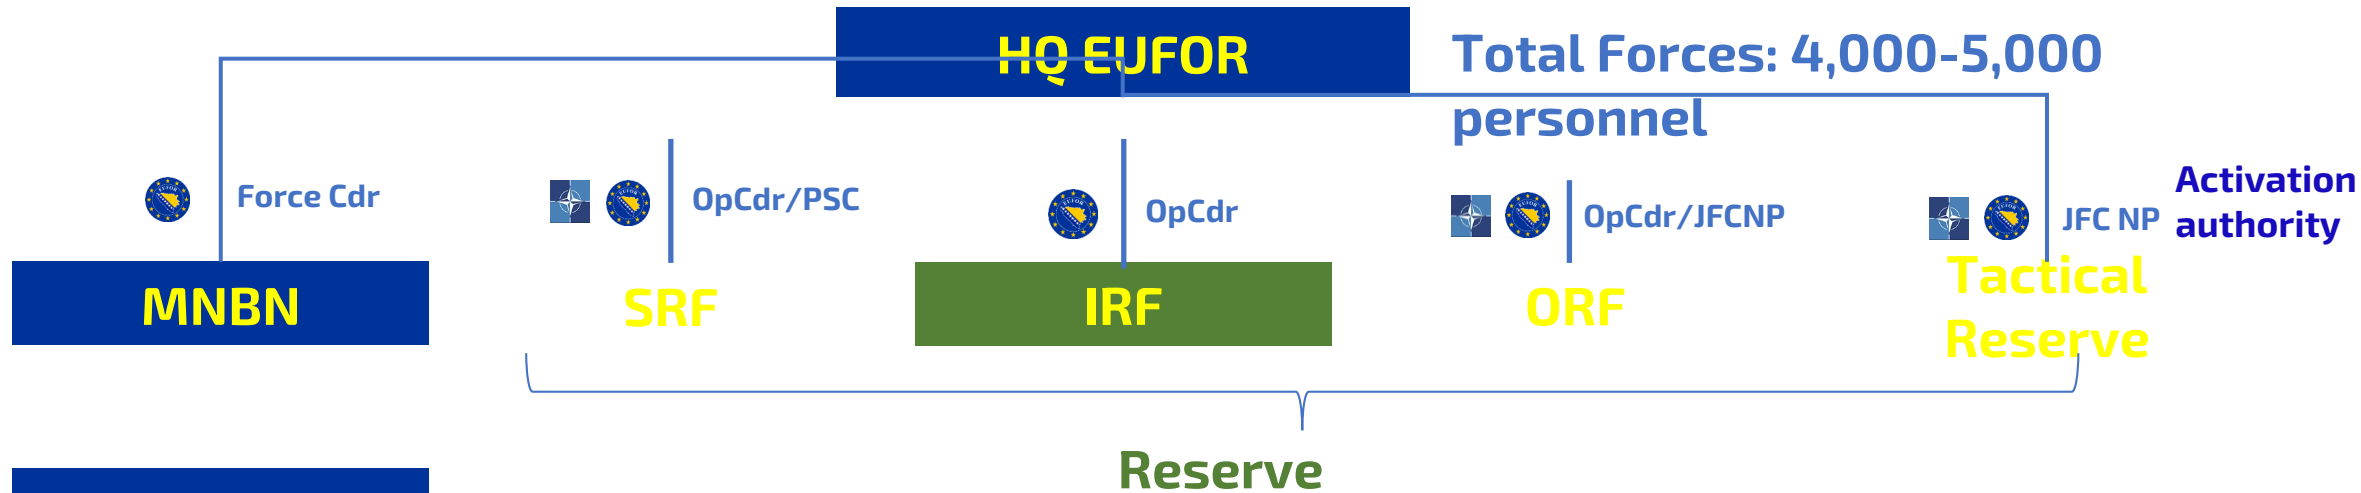 HQ EUFOR
Total Forces: 4,000-5,000
personnel
Force Cdr
OpCdr/PSC
OpCdr
OpCdr/JFCNP
JFC NP
Activation
authority
MNBN
SRF
IRF
ORF
Tactical
Reserve
Reserve